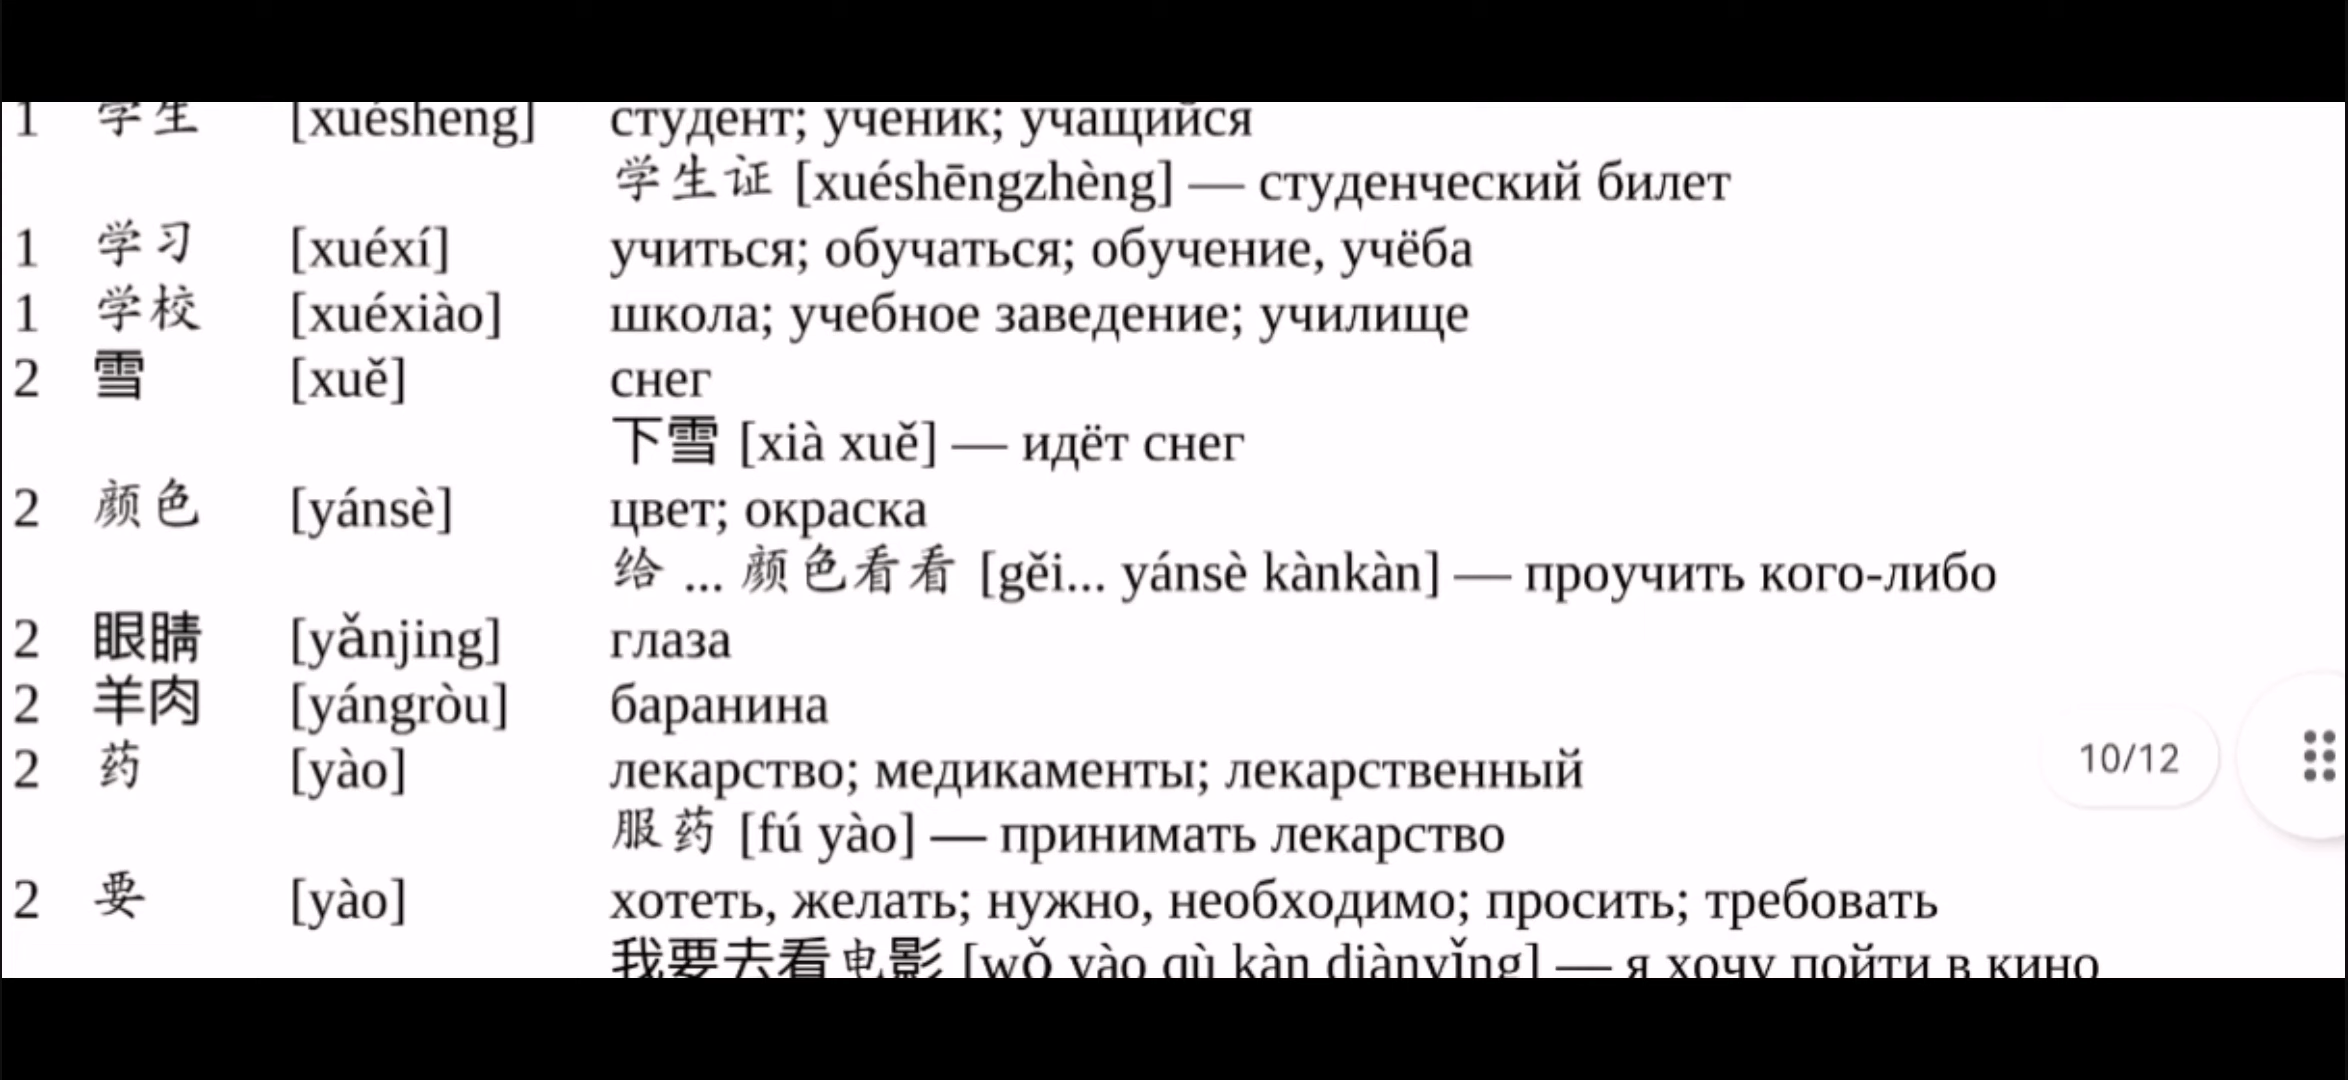 1 学生 [xuésheng] студент; ученик; учащийся
学生证 [xuéshēngzhèng] — студенческий билет
1 学习 [xuéxí] учиться; обучаться; обучение, учёба
1 学校 [xuéxiào] школа; учебное заведение; училище
2 雪 [xuě] снег
下雪 [xià xuě] — идёт снег
2 颜色 [yánsè] цвет; окраска
给 ... 颜色看看 [gěi... yánsè kànkàn] — проучить кого-либо
2 眼睛 [yǎnjing] глаза
2 羊肉 [yángròu] баранина
2 药 [yào] лекарство; медикаменты; лекарственный
10/12
服药 [fú yào] — принимать лекарство
2 要 [yào] хотеть, желать; нужно, необходимо; просить; требовать
我要去看电影 [wǒ yào qù kàn diànyǐng] — я хочу пойти в кино